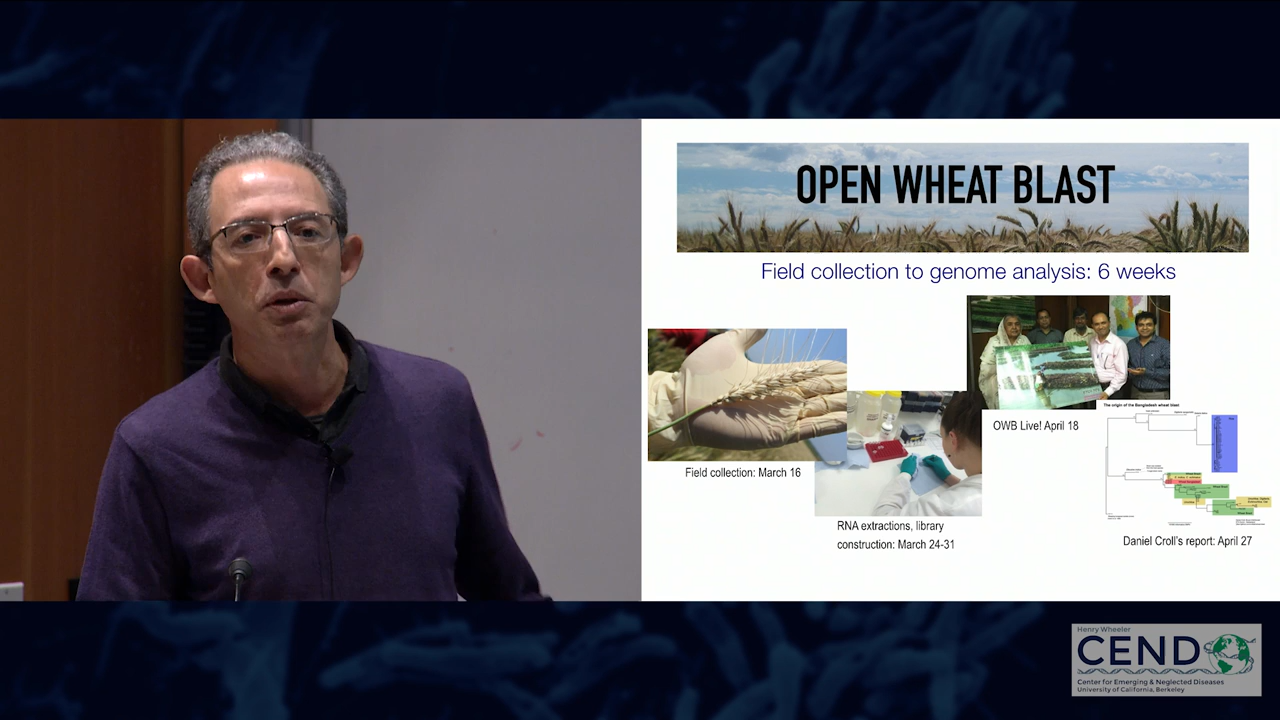 OPEN WHEAT BLAST
Field collection to genome analysis: 6 weeks
OWB Live! April 18
Field collection: March 16
RNA extractions, library
construction: March 24-31
The origin of the Bangladesh wheat blast
Daniel Croll's report: April 27
Henry Wheeler
CEND
Center for Emerging & Neglected Diseases
University of California, Berkeley